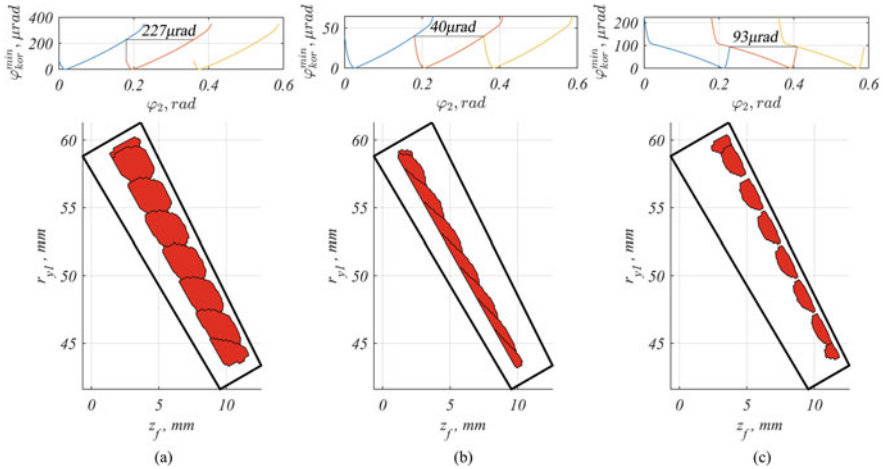 400
200
0
φ_kor^min, μrad
227μrad
0 0.2 0.4 0.6
φ₂, rad
50
0
φ_kor^min, μrad
40μrad
0 0.2 0.4 0.6
φ₂, rad
200
100
0
φ_kor^min, μrad
93μrad
0 0.2 0.4 0.6
φ₂, rad
60
55
50
45
r_y1, mm
0 5 10
z_f, mm
(a)
60
55
50
45
r_y1, mm
0 5 10
z_f, mm
(b)
60
55
50
45
r_y1, mm
0 5 10
z_f, mm
(c)